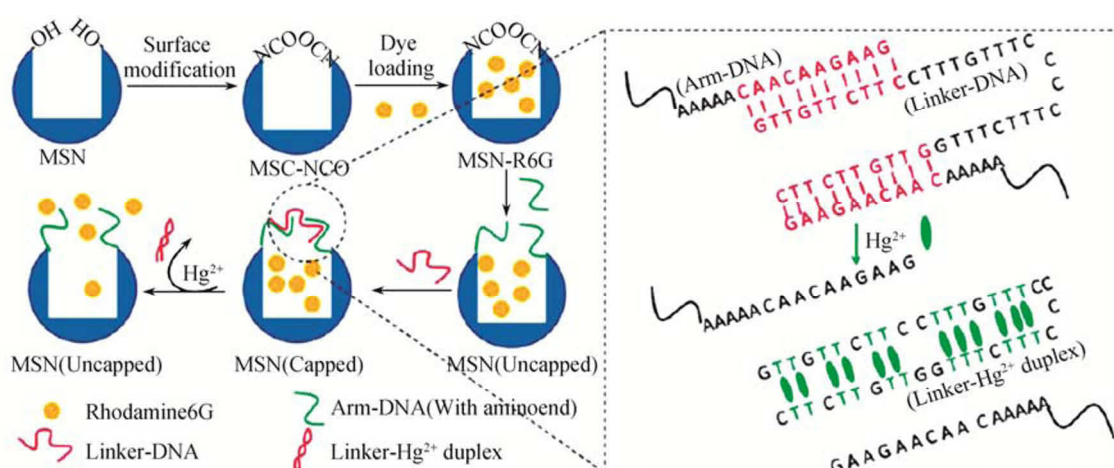 OH HO
MSN
Surface
modification
NCOOCN
MSC-NCO
Dye
loading
NCOOCN
MSN-R6G
Hg2+
MSN(Uncapped)
MSN(Capped)
MSN(Uncapped)
Rhodamine6G
Arm-DNA(With aminoend)
Linker-DNA
Linker-Hg2+ duplex
(Arm-DNA)
AAAAACAACAAGAAG
GTTGTTCTTC CCTTTGTTTC
C
C
C
(Linker-DNA)
CTTCTTGTTGGTTTCTTTC
GAAGAACAACAAAAA
Hg2+
AAAAACAACAAGAAG
GTTGTTCTTCCTTTGTTTCC
C
C
CTTCTTGTTGGTTTCTTTC
(Linker-Hg2+ duplex)
GAAGAACAACAAAAA